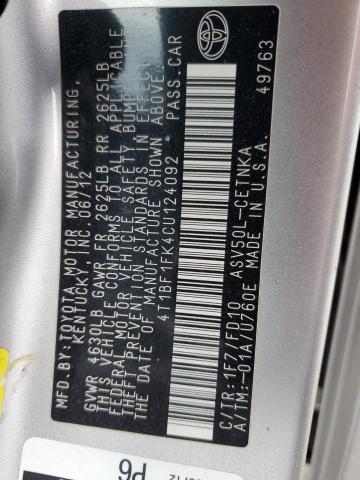 MFD.BY: TOYOTA MOTOR MANUFACTURING,
KENTUCKY, INC. 06/12
GVWR 4630LB GAWR FR 2625LB RR 2625LB
THIS VEHICLE CONFORMS TO ALL APPLICABLE
FEDERAL MOTOR VEHICLE SAFETY, BUMPER,
AND THEFT PREVENTION STANDARDS IN EFFECT ON THE
DATE OF MANUFACTURE SHOWN ABOVE.
4T1BF1FK4CU124092 PASS.CAR
C/TR:1F7/FD10 ASV50L-CETNKA
A/TM:-01A/U760E MADE IN U.S.A.
49763
TOYOTA
P6